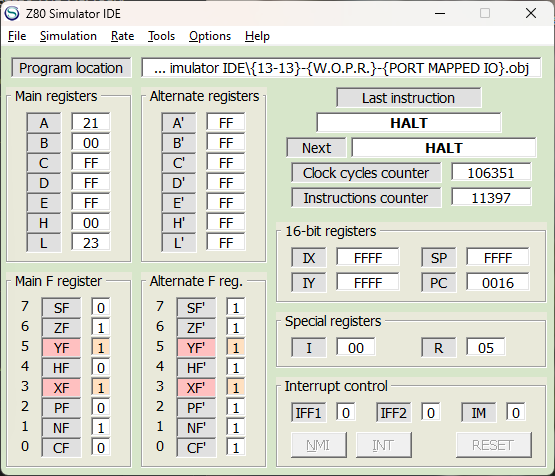 Z80 Simulator IDE
File Simulation Rate Tools Options Help
Program location ... imulator IDE\{13-13}-{W.O.P.R.}-{PORT MAPPED IO}.obj
Main registers
A 21
B 00
C FF
D FF
E FF
H 00
L 23
Alternate registers
A' FF
B' FF
C' FF
D' FF
E' FF
H' FF
L' FF
Last instruction
HALT
Next HALT
Clock cycles counter 106351
Instructions counter 11397
16-bit registers
IX FFFF SP FFFF
IY FFFF PC 0016
Main F register
7 SF 0
6 ZF 1
5 YF 1
4 HF 0
3 XF 1
2 PF 0
1 NF 1
0 CF 0
Alternate F reg.
7 SF' 1
6 ZF' 1
5 YF' 1
4 HF' 1
3 XF' 1
2 PF' 1
1 NF' 1
0 CF' 1
Special registers
I 00 R 05
Interrupt control
IFF1 0 IFF2 0 IM 0
NMI INT RESET